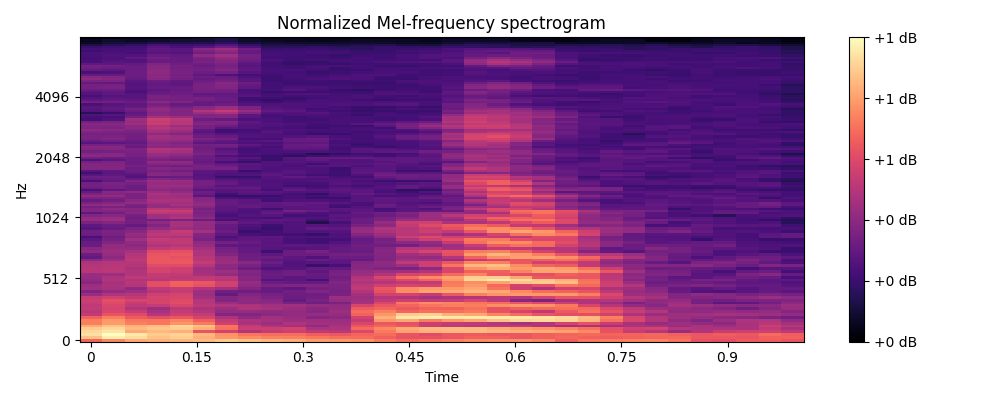 Normalized Mel-frequency spectrogram
Hz
4096
2048
1024
512
0
0 0.15 0.3 0.45 0.6 0.75 0.9
Time
+1 dB
+1 dB
+1 dB
+0 dB
+0 dB
+0 dB